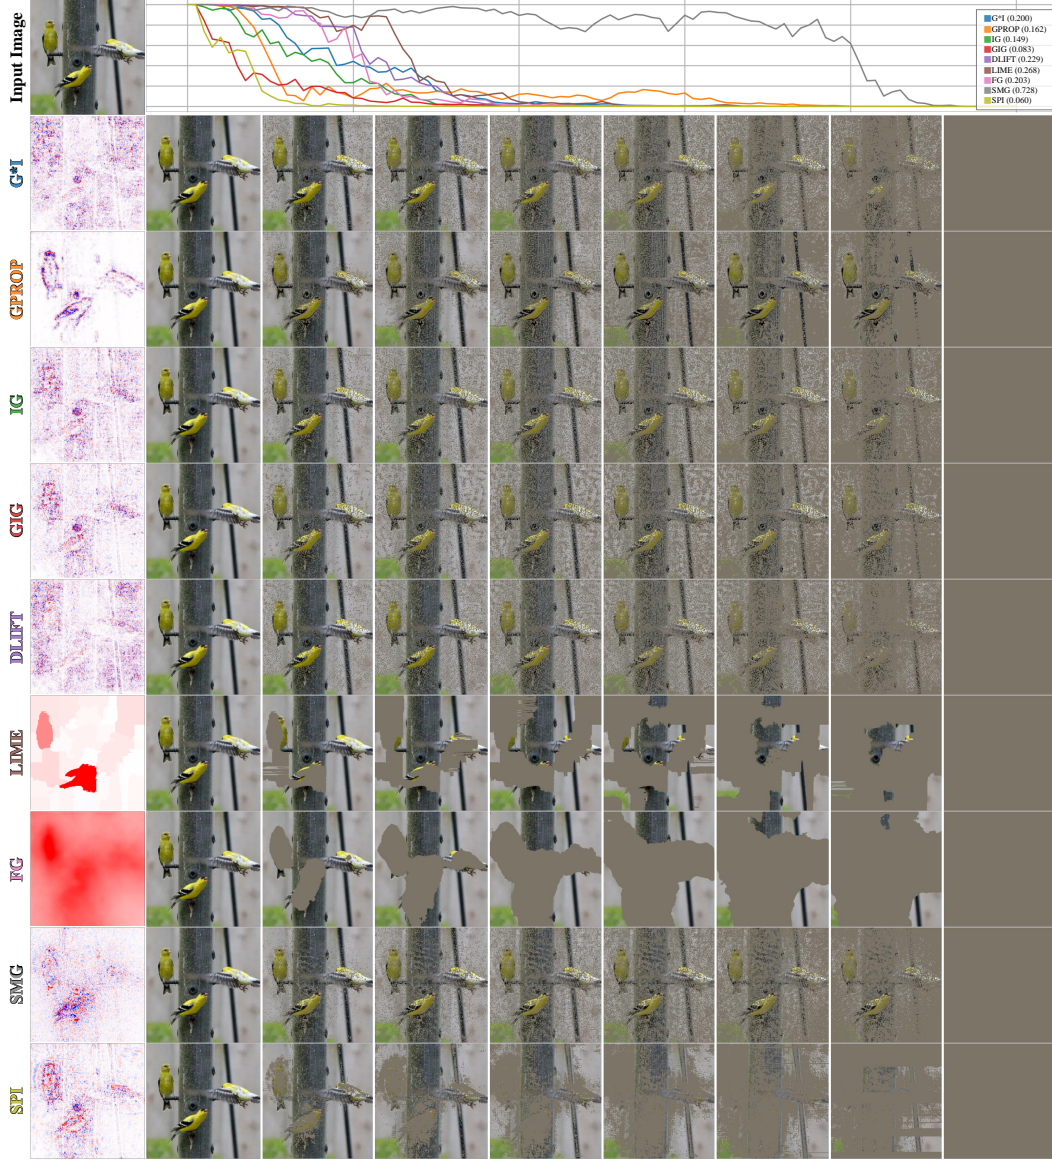 Input Image
G*I (0.200)
GPROP (0.162)
IG (0.149)
GIG (0.083)
DLIFT (0.229)
LIME (0.268)
FG (0.203)
SMG (0.728)
SPI (0.060)
G*I
GPROP
IG
GIG
DLIFT
LIME
FG
SMG
SPI